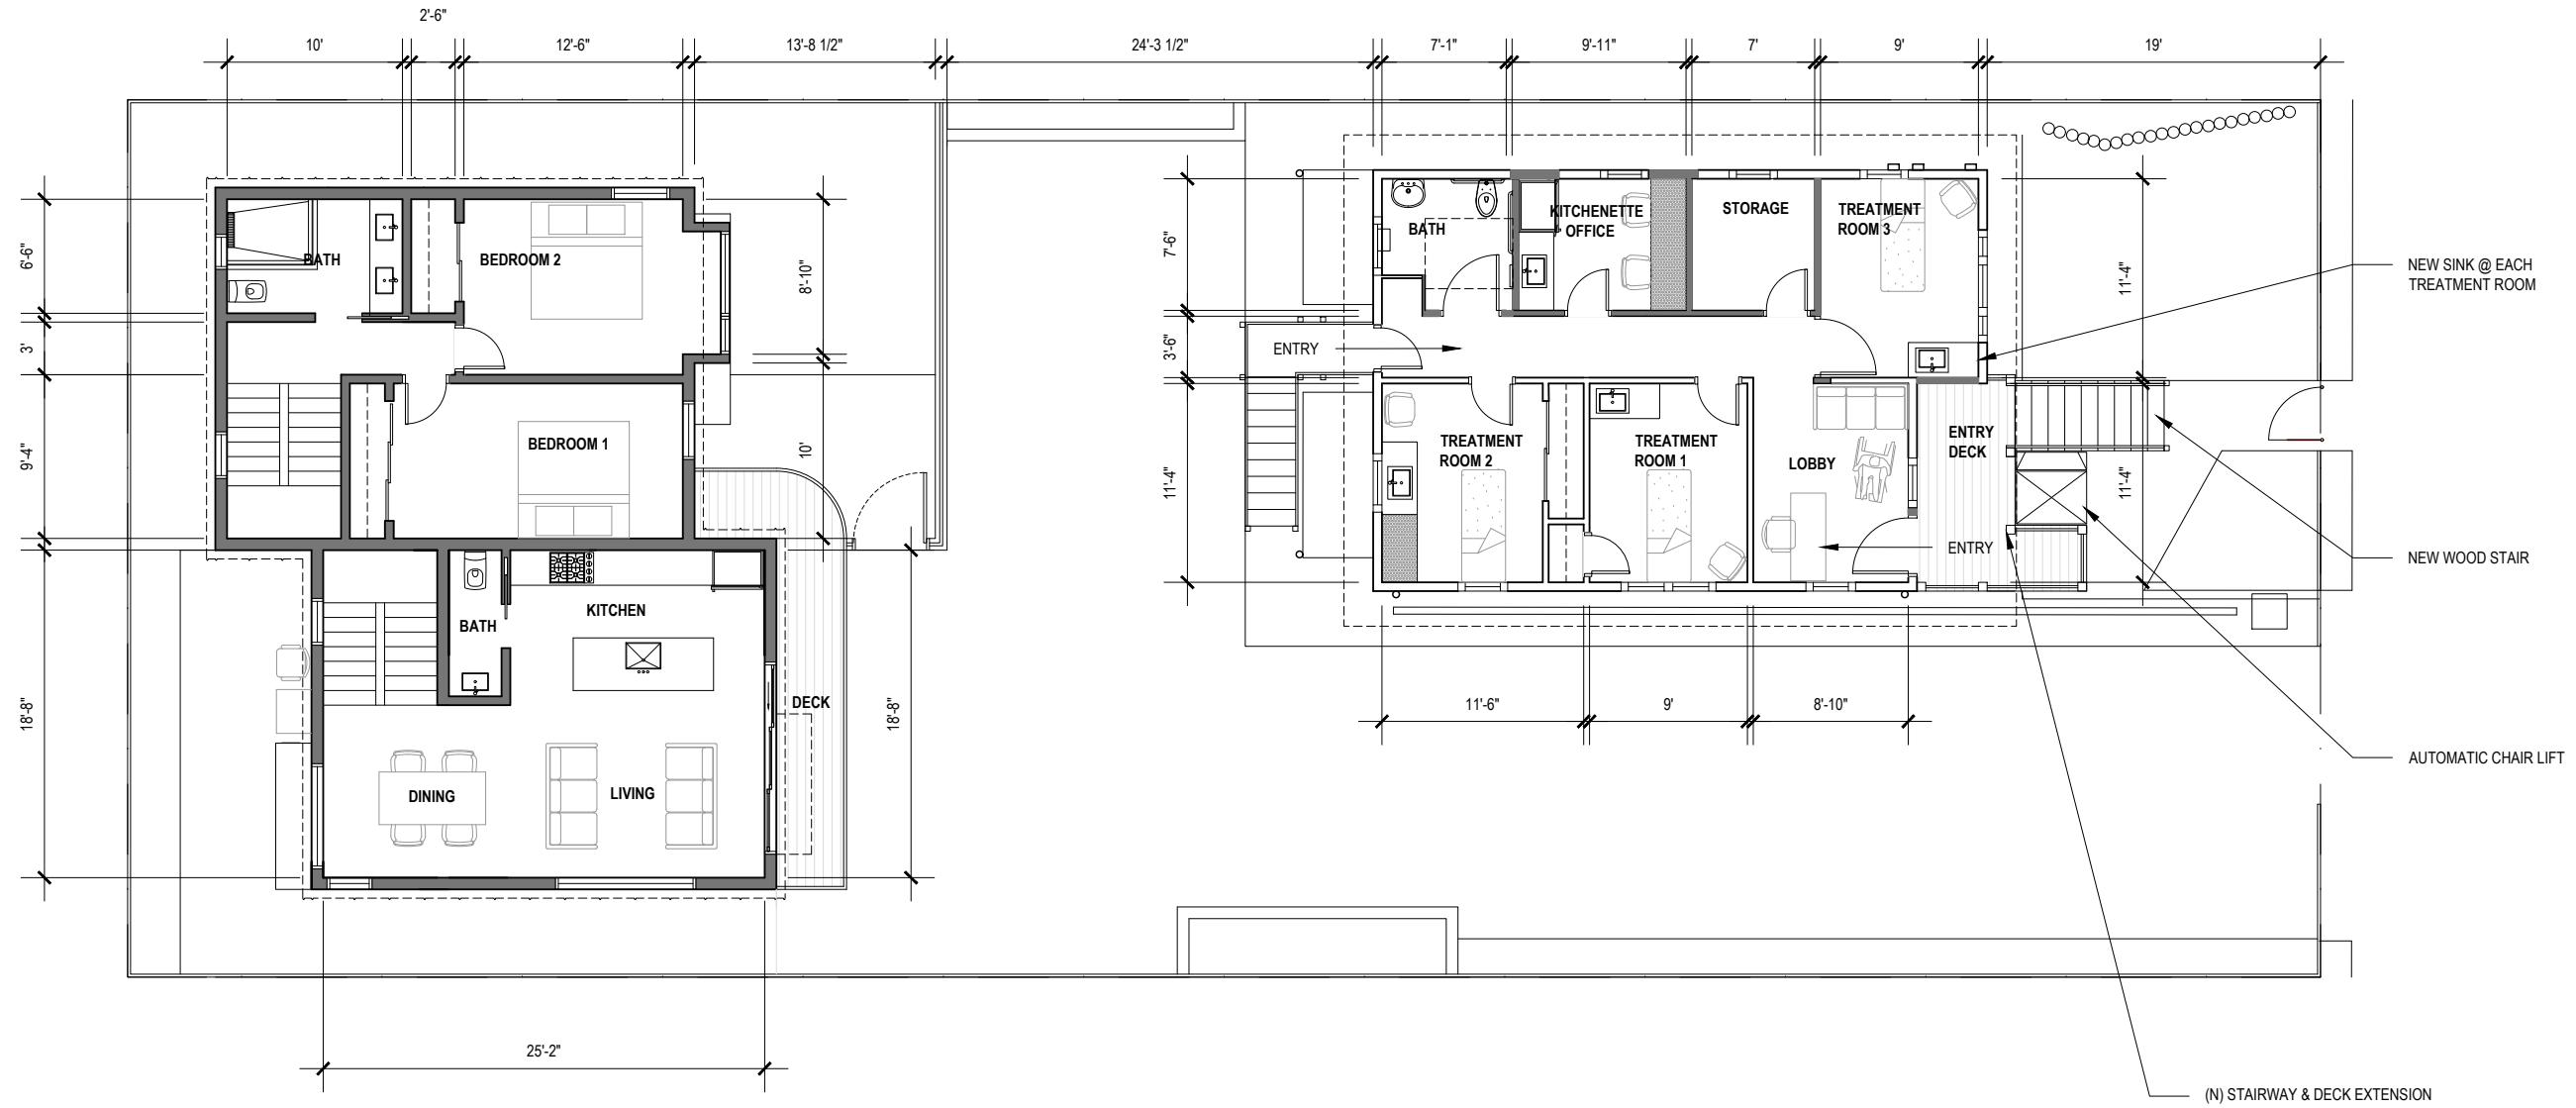 2'-6"
10'
12'-6"
13'-8 1/2"
24'-3 1/2"
7'-1"
9'-11"
7'
9'
19'
6'-6"
3'
9'-4"
18'-8"
8'-10"
10'
18'-8"
25'-2"
BATH
BEDROOM 2
BEDROOM 1
KITCHEN
BATH
DECK
DINING
LIVING
7'-6"
3'-6"
11'-4"
BATH
KITCHENETTE
OFFICE
STORAGE
TREATMENT
ROOM 3
ENTRY
TREATMENT
ROOM 2
TREATMENT
ROOM 1
LOBBY
ENTRY
DECK
ENTRY
11'-4"
11'-4"
11'-6"
9'
8'-10"
NEW SINK @ EACH
TREATMENT ROOM
NEW WOOD STAIR
AUTOMATIC CHAIR LIFT
(N) STAIRWAY & DECK EXTENSION